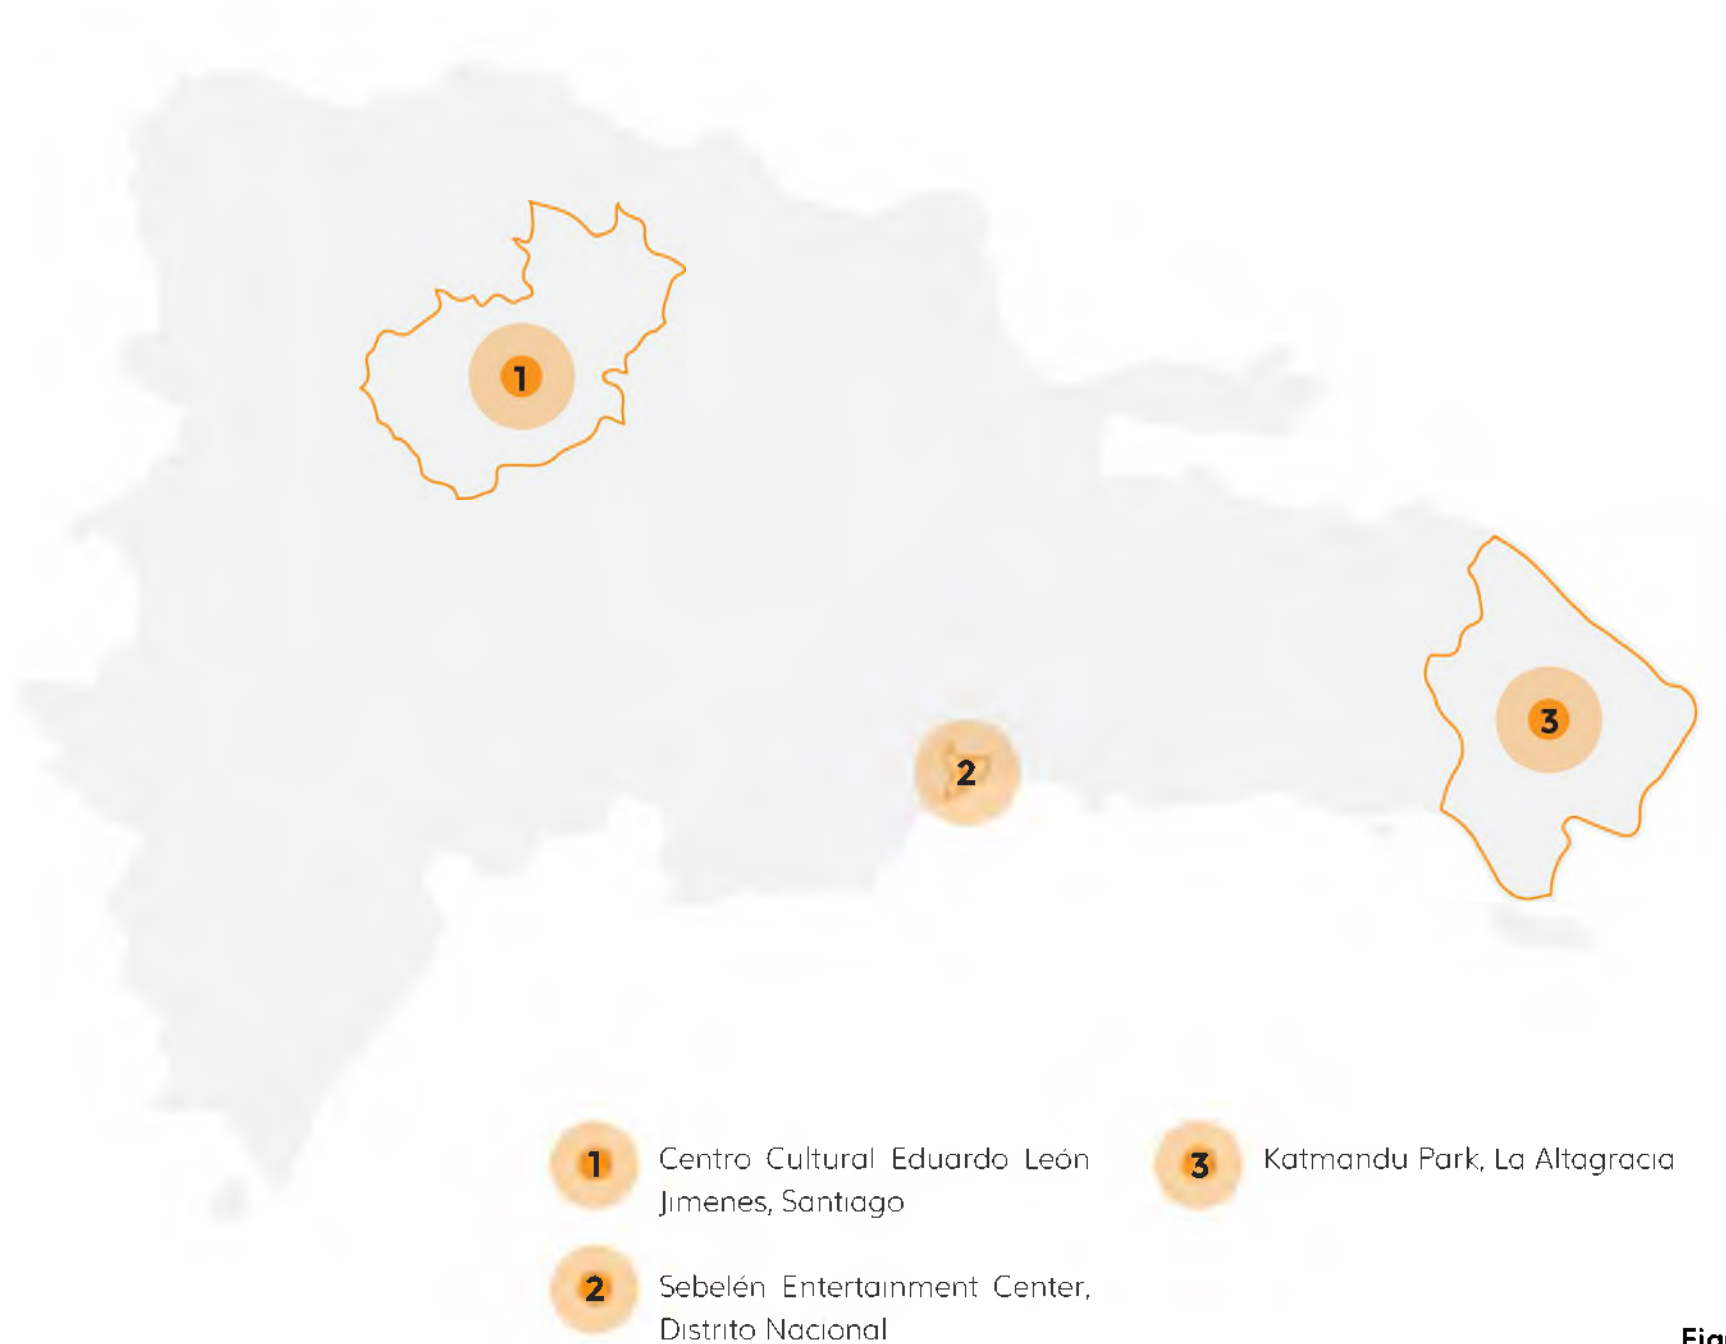 1
2
3
1 Centro Cultural Eduardo León
Jimenes, Santiago
2 Sebelén Entertainment Center,
Distrito Nacional
3 Katmandu Park, La Altagracia